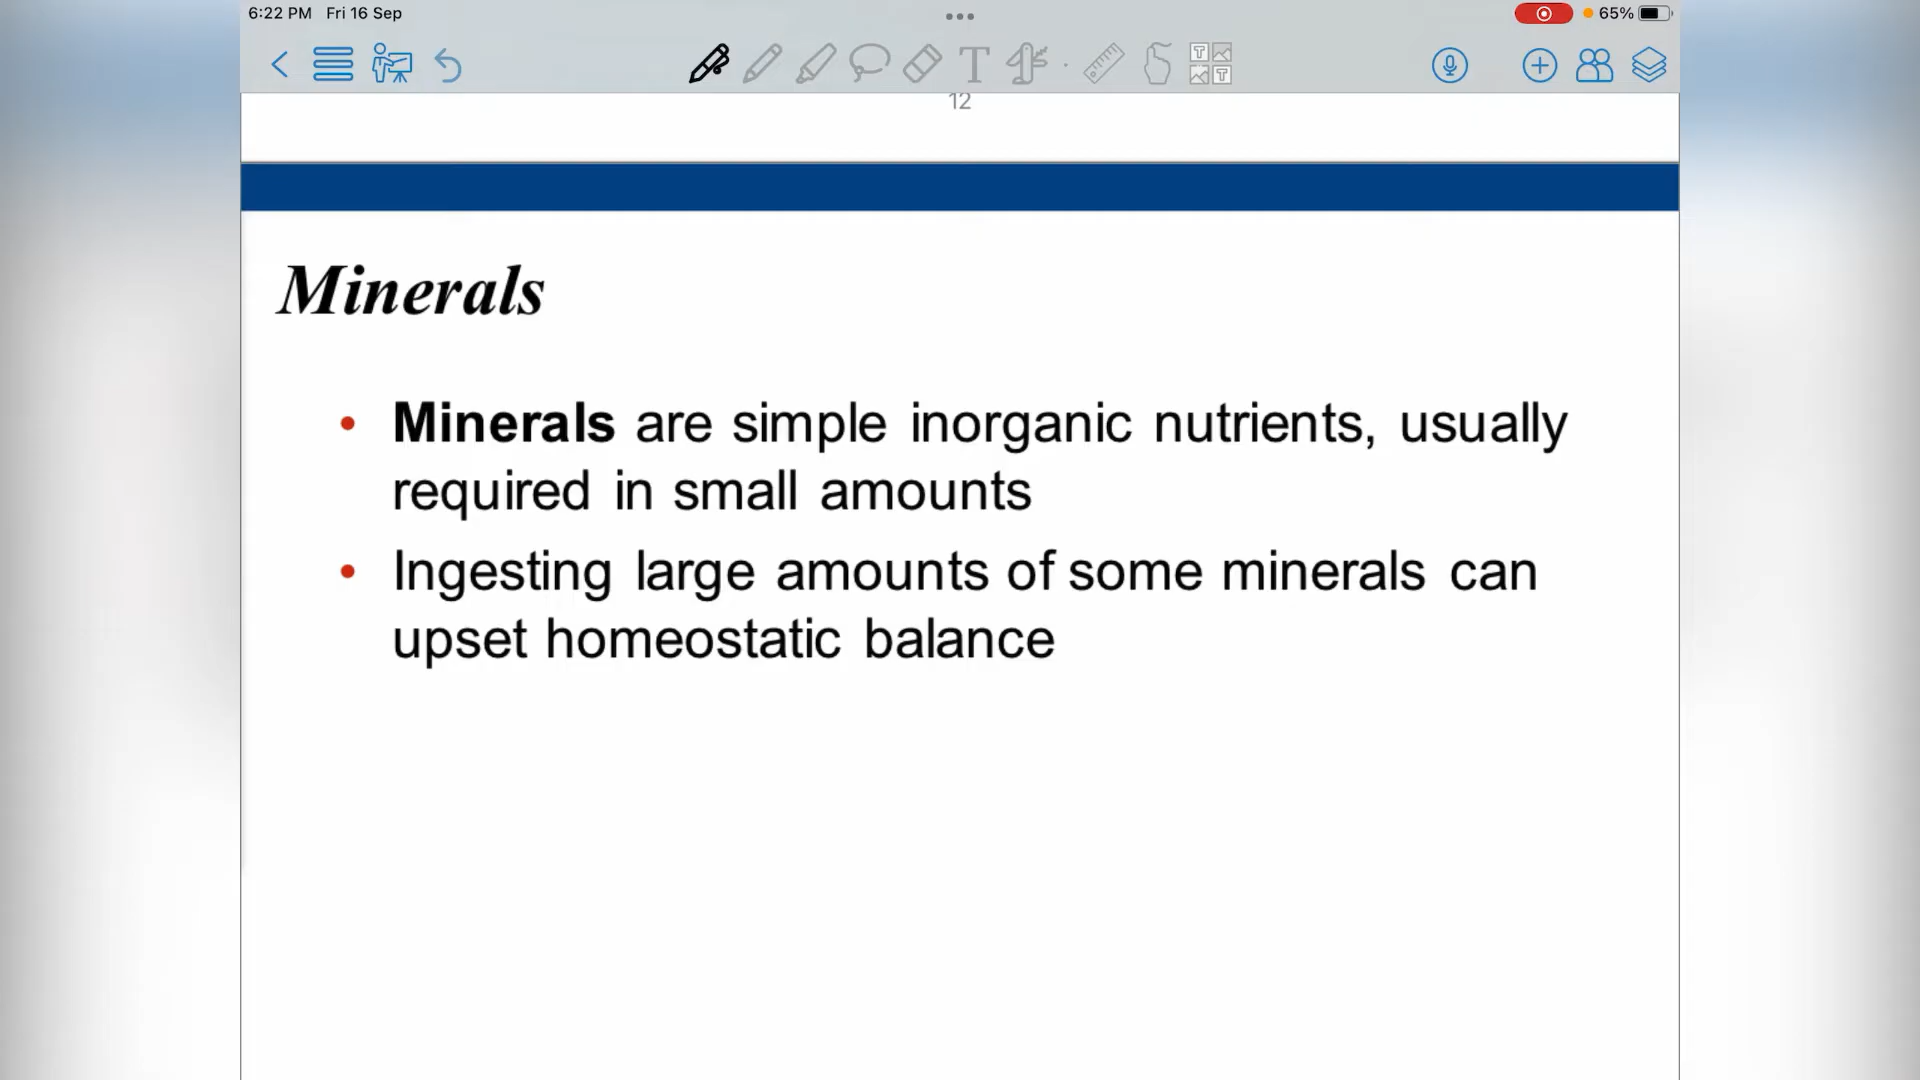 6:22 PM Fri 16 Sep
65%
T
T
T
12
Minerals
• Minerals are simple inorganic nutrients, usually
required in small amounts
• Ingesting large amounts of some minerals can
upset homeostatic balance